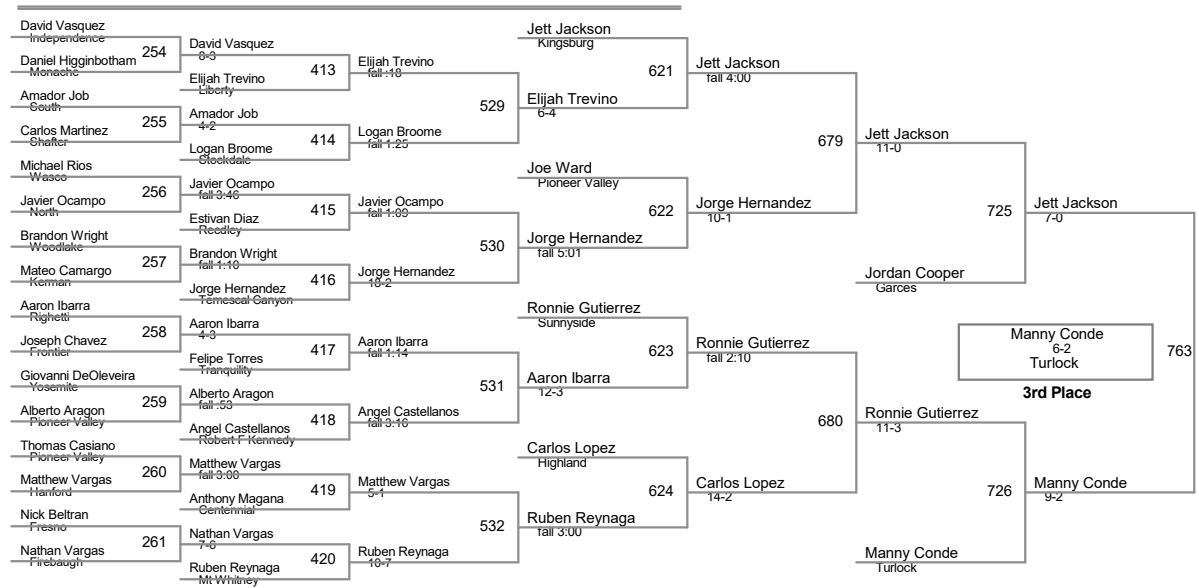 David Vasquez
Independence
254
Daniel Higginbotham
Monache
Amador Job
South
255
Carlos Martinez
Shafter
Michael Rios
Wasco
256
Javier Ocampo
North
Brandon Wright
Woodlake
257
Mateo Camargo
Kerman
Aaron Ibarra
Righetti
258
Joseph Chavez
Frontier
Giovanni DeOleveira
Yosemite
259
Alberto Aragon
Pioneer Valley
Thomas Casiano
Pioneer Valley
260
Matthew Vargas
Hanford
Nick Beltran
Fresno
261
Nathan Vargas
Firebaugh
David Vasquez
413
Elijah Trevino
Liberty
Amador Job
4-2
414
Logan Broome
Stockdale
Javier Ocampo
fall 3:46
415
Estivan Diaz
Reedley
Brandon Wright
fall 1:10
416
Jorge Hernandez
Temescal Canyon
Aaron Ibarra
4-3
417
Felipe Torres
Tranquility
Alberto Aragon
fall :53
418
Angel Castellanos
Robert F Kennedy
Matthew Vargas
fall 3:00
419
Anthony Magana
Centennial
Nathan Vargas
420
Ruben Reynaga
Mt Whitney
Elijah Trevino
fall :18
529
Logan Broome
fall 1:25
Javier Ocampo
fall 1:09
530
Jorge Hernandez
Aaron Ibarra
fall 1:14
531
Angel Castellanos
fall 3:16
Matthew Vargas
5-1
532
Ruben Reynaga
10-7
Jett Jackson
Kingsburg
621
Elijah Trevino
6-4
Joe Ward
Pioneer Valley
622
Jorge Hernandez
fall 5:01
Ronnie Gutierrez
Sunnyside
623
Aaron Ibarra
12-3
Carlos Lopez
Highland
624
Ruben Reynaga
fall 3:00
Jett Jackson
fall 4:00
679
Jorge Hernandez
10-1
Ronnie Gutierrez
fall 2:10
680
Carlos Lopez
14-2
Jett Jackson
11-0
725
Jordan Cooper
Garces
Ronnie Gutierrez
11-3
726
Manny Conde
Turlock
Jett Jackson
7-0
763
Manny Conde
9-2
Manny Conde
6-2
Turlock
3rd Place